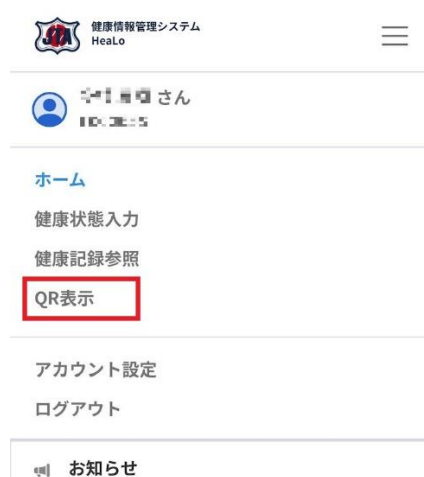 JTA
健康情報管理システム
HeaLo
さん
ホーム
健康状態入力
健康記録参照
QR表示
アカウント設定
ログアウト
お知らせ